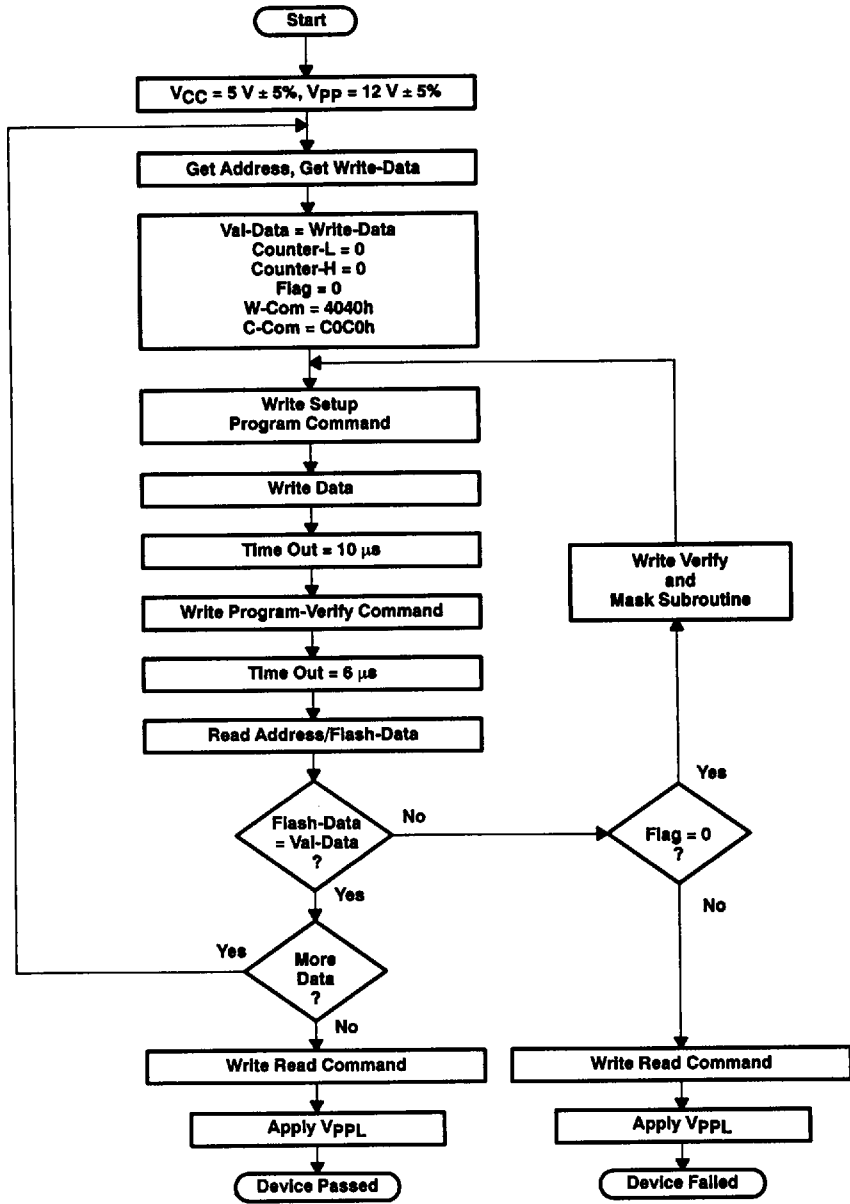 Start
VCC = 5 V ± 5%, VPP = 12 V ± 5%
Get Address, Get Write-Data
Val-Data = Write-Data
Counter-L = 0
Counter-H = 0
Flag = 0
W-Com = 4040h
C-Com = C0C0h
Write Setup
Program Command
Write Data
Time Out = 10 µs
Write Program-Verify Command
Time Out = 6 µs
Read Address/Flash-Data
Flash-Data
= Val-Data
?
No
Yes
More
Data
?
Yes
No
Write Read Command
Apply VPPL
Device Passed
Write Verify
and
Mask Subroutine
Yes
Flag = 0
?
No
Write Read Command
Apply VPPL
Device Failed